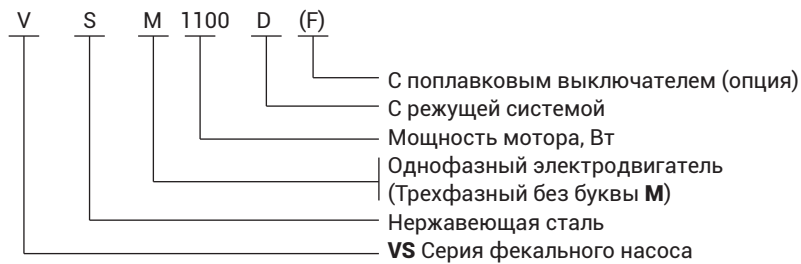 V S M 1100 D (F)
С поплавковым выключателем (опция)
С режущей системой
Мощность мотора, Вт
Однофазный электродвигатель
(Трехфазный без буквы М)
Нержавеющая сталь
VS Серия фекального насоса